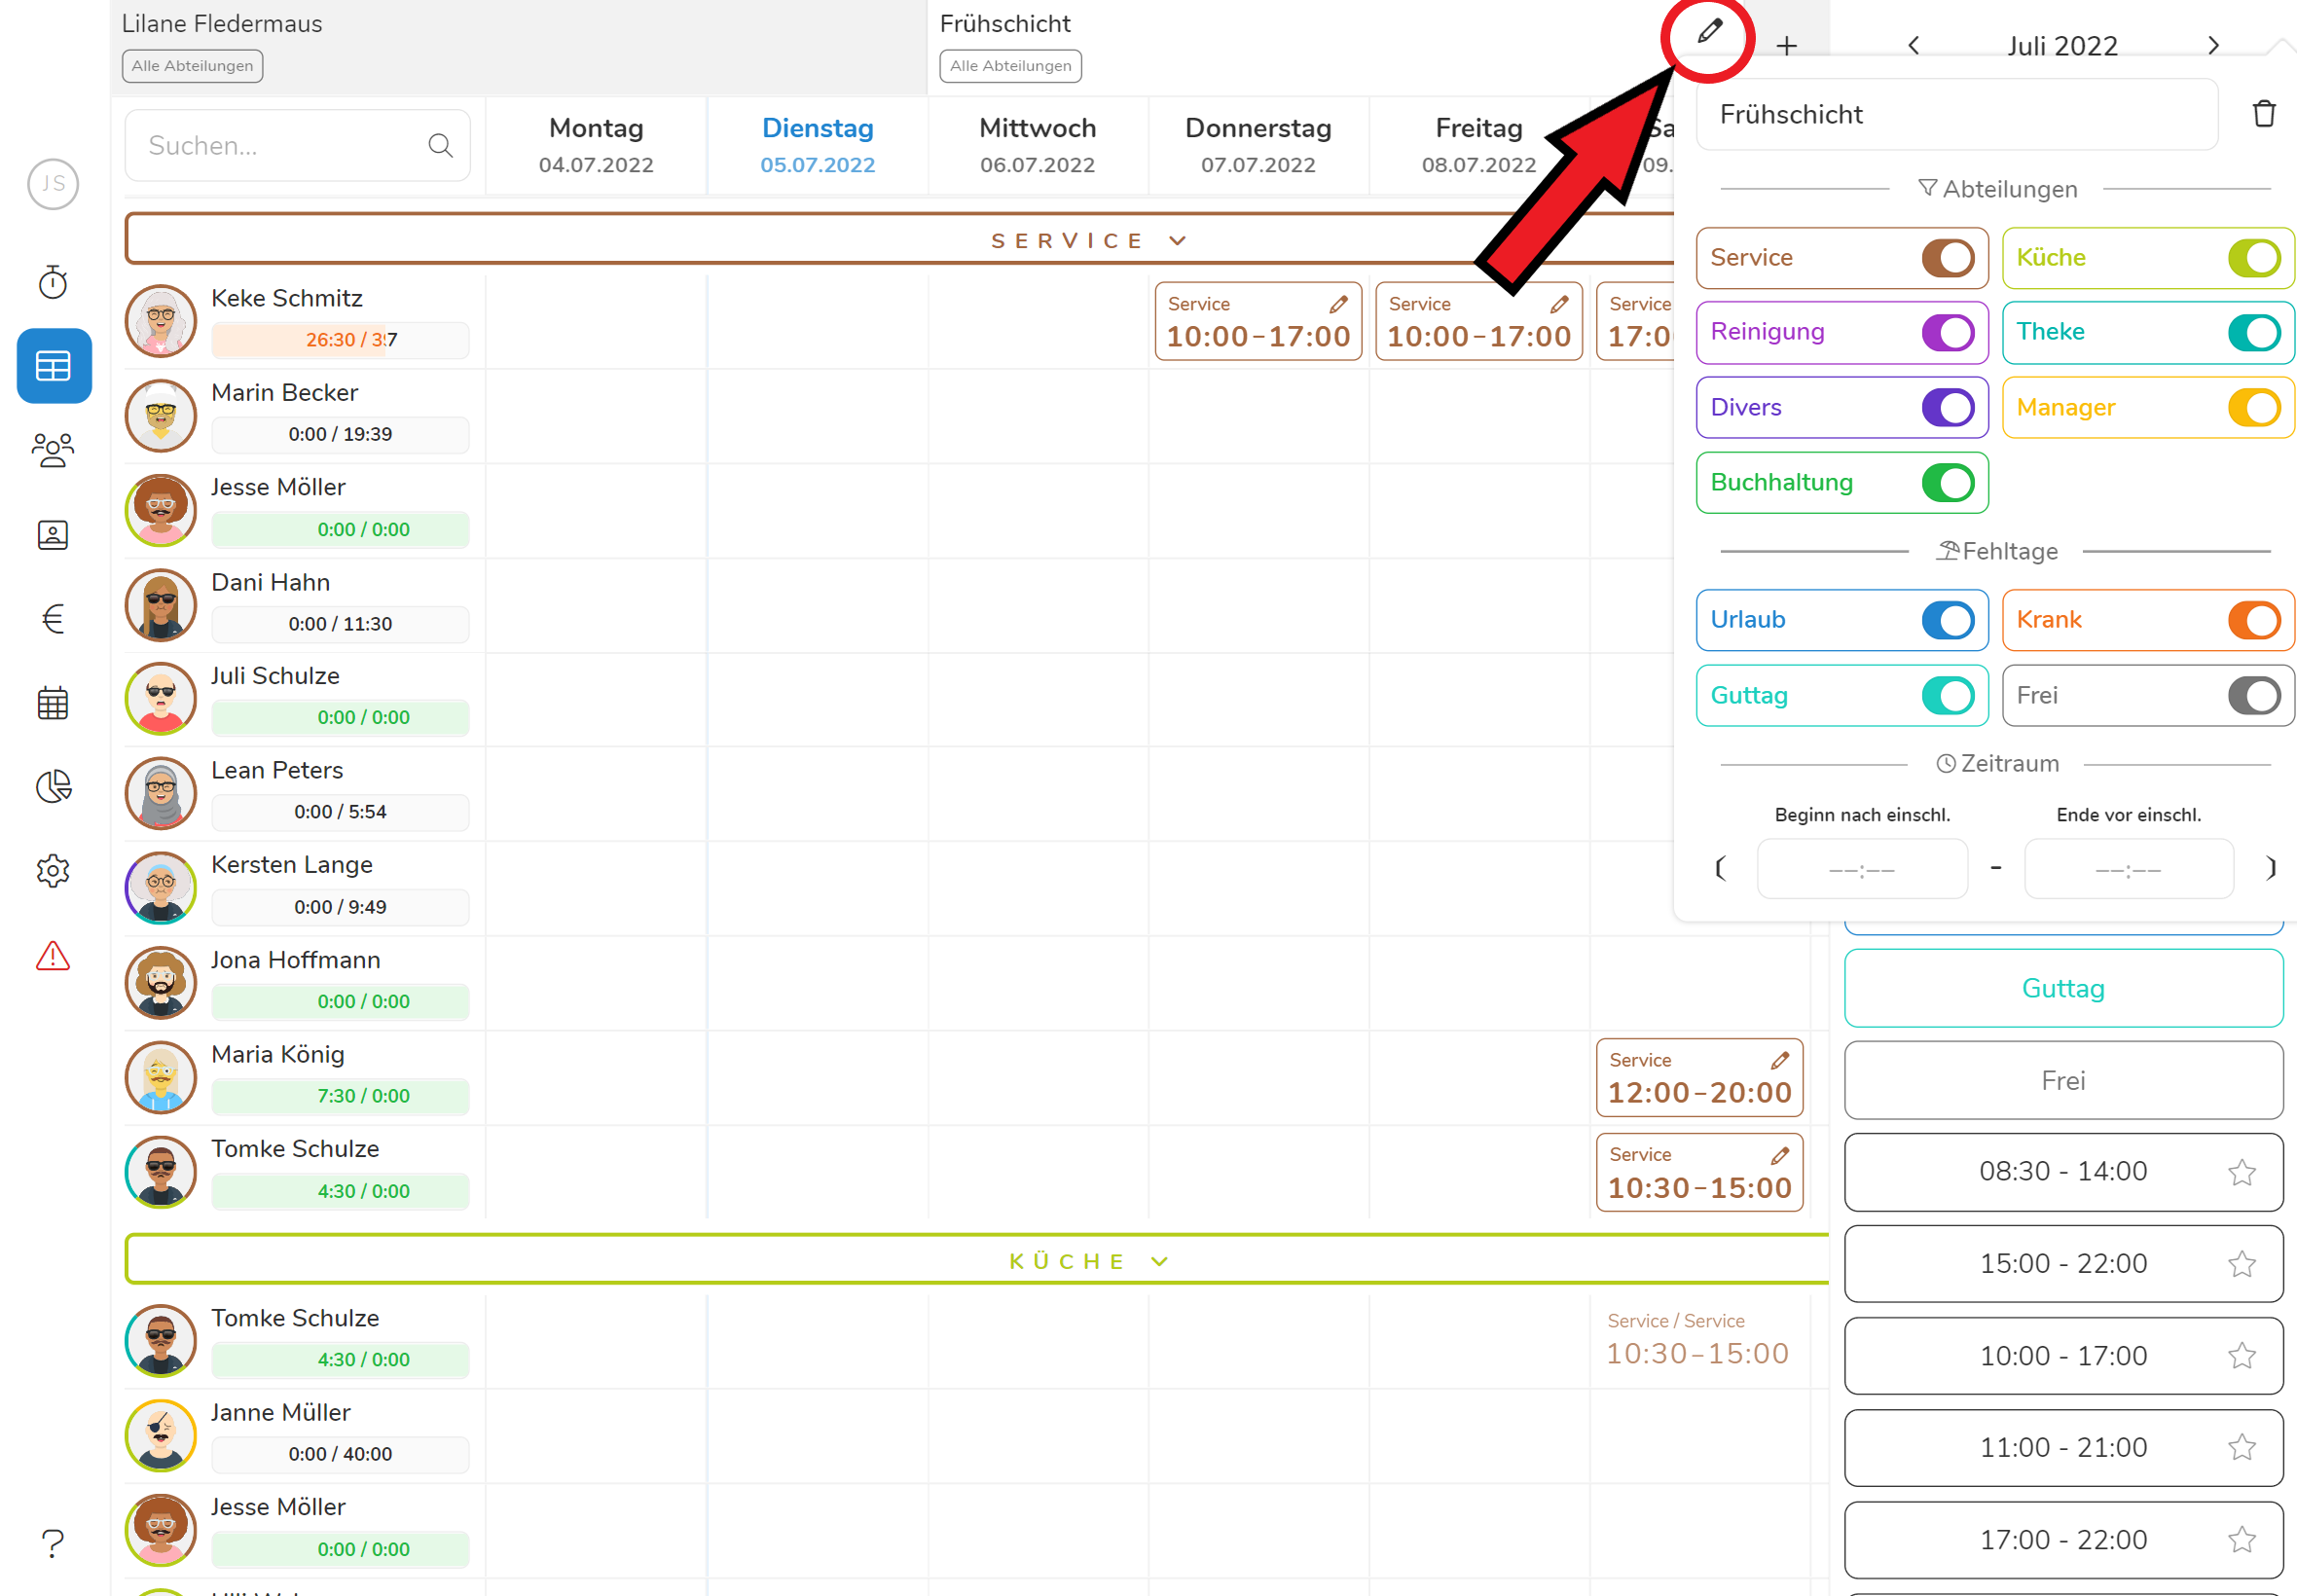 Lilane Fledermaus
Alle Abteilungen
Frühschicht
Alle Abteilungen
Juli 2022
JS
Suchen...
Montag
04.07.2022
Dienstag
05.07.2022
Mittwoch
06.07.2022
Donnerstag
07.07.2022
Freitag
08.07.2022
Sa
09.
SERVICE
Keke Schmitz
26:30 / 39
Service
10:00–17:00
Service
10:00–17:00
Service
17:0
Marin Becker
0:00 / 19:39
Jesse Möller
0:00 / 0:00
Dani Hahn
0:00 / 11:30
Juli Schulze
0:00 / 0:00
Lean Peters
0:00 / 5:54
Kersten Lange
0:00 / 9:49
Jona Hoffmann
0:00 / 0:00
Maria König
7:30 / 0:00
Service
12:00–20:00
Tomke Schulze
4:30 / 0:00
Service
10:30–15:00
KÜCHE
Tomke Schulze
4:30 / 0:00
Service / Service
10:30–15:00
Janne Müller
0:00 / 40:00
Jesse Möller
0:00 / 0:00
Frühschicht
Abteilungen
Service
Küche
Reinigung
Theke
Divers
Manager
Buchhaltung
Fehltage
Urlaub
Krank
Guttag
Frei
Zeitraum
Beginn nach einschl.
Ende vor einschl.
( --:-- - --:-- )
Guttag
Frei
08:30 - 14:00
15:00 - 22:00
10:00 - 17:00
11:00 - 21:00
17:00 - 22:00
?